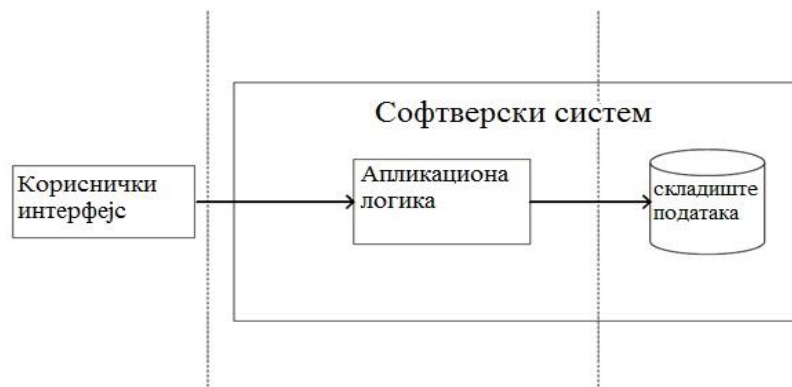 Софтверски систем
Кориснички
интерфејс
Апликациона
логика
складиште
података